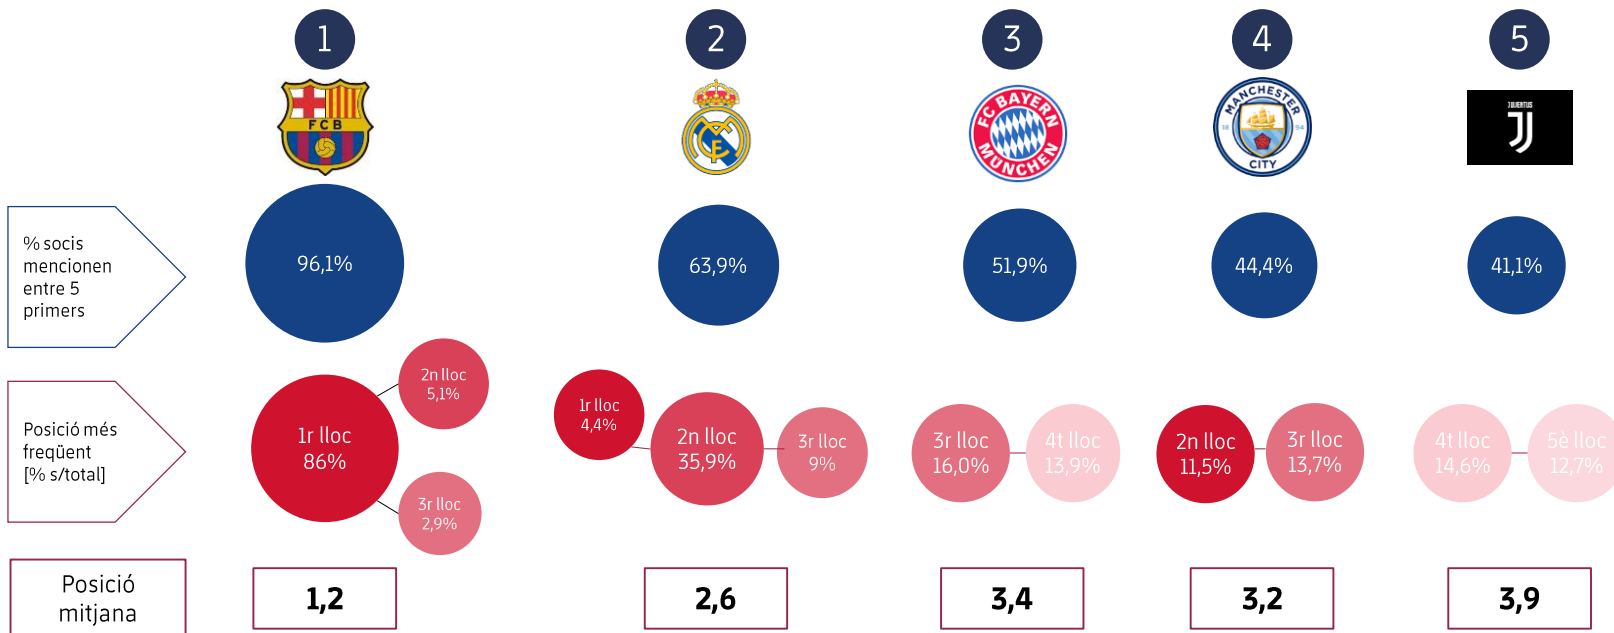 1
2
3
4
5
FCB
FC BAYERN
MÜNCHEN
MANCHESTER
18 94
CITY
JUVENTUS
% socis
mencionen
entre 5
primers
96,1%
63,9%
51,9%
44,4%
41,1%
Posició més
freqüent
[% s/total]
1r lloc
86%
2n lloc
5,1%
3r lloc
2,9%
1r lloc
4,4%
2n lloc
35,9%
3r lloc
9%
3r lloc
16,0%
4t lloc
13,9%
2n lloc
11,5%
3r lloc
13,7%
4t lloc
14,6%
5è lloc
12,7%
Posició
mitjana
1,2
2,6
3,4
3,2
3,9